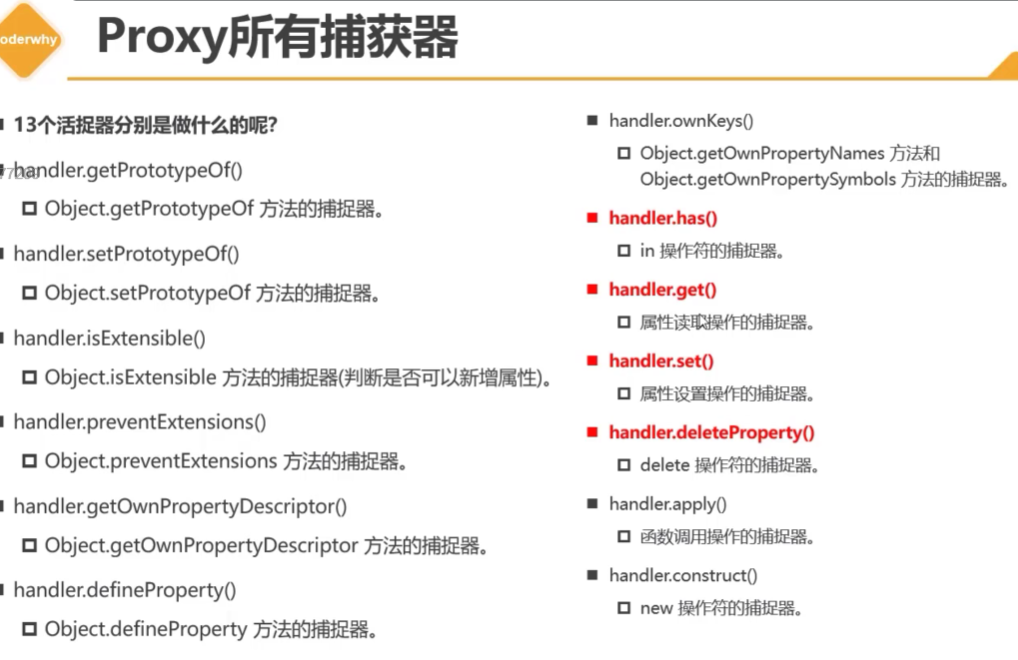 oderwhy
Proxy所有捕获器
13个活捉器分别是做什么的呢?
handler.getPrototypeOf()
Object.getPrototypeOf 方法的捕捉器。
handler.setPrototypeOf()
Object.setPrototypeOf 方法的捕捉器。
handler.isExtensible()
Object.isExtensible 方法的捕捉器(判断是否可以新增属性)。
handler.preventExtensions()
Object.preventExtensions 方法的捕捉器。
handler.getOwnPropertyDescriptor()
Object.getOwnPropertyDescriptor 方法的捕捉器。
handler.defineProperty()
Object.defineProperty 方法的捕捉器。
handler.ownKeys()
Object.getOwnPropertyNames 方法和
Object.getOwnPropertySymbols 方法的捕捉器。
handler.has()
in 操作符的捕捉器。
handler.get()
属性读取操作的捕捉器。
handler.set()
属性设置操作的捕捉器。
handler.deleteProperty()
delete 操作符的捕捉器。
handler.apply()
函数调用操作的捕捉器。
handler.construct()
new 操作符的捕捉器。